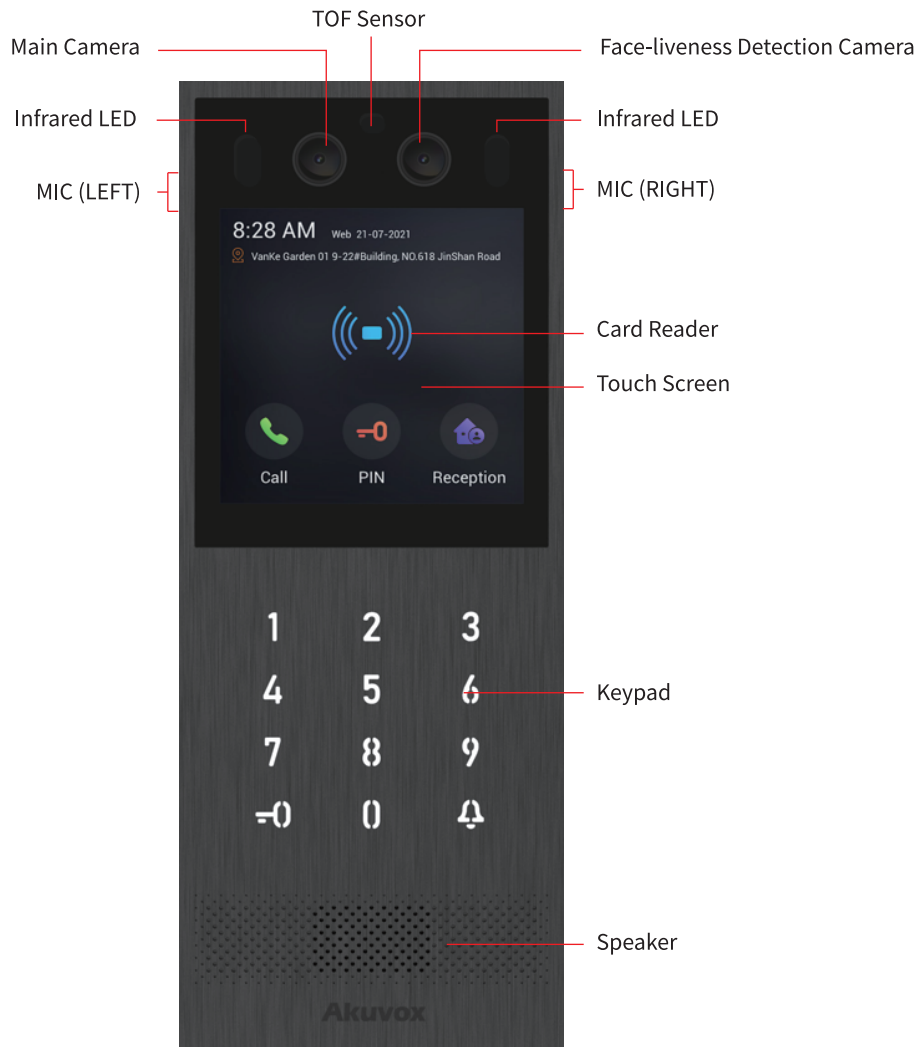 TOF Sensor
Main Camera
Face-liveness Detection Camera
Infrared LED
Infrared LED
MIC (LEFT)
MIC (RIGHT)
8:28 AM Web 21-07-2021
VanKe Garden 01 9-22#Building, NO.618 JinShan Road
Card Reader
Touch Screen
Call PIN Reception
1 2 3
4 5 6
Keypad
7 8 9
0
Speaker
Akuvox